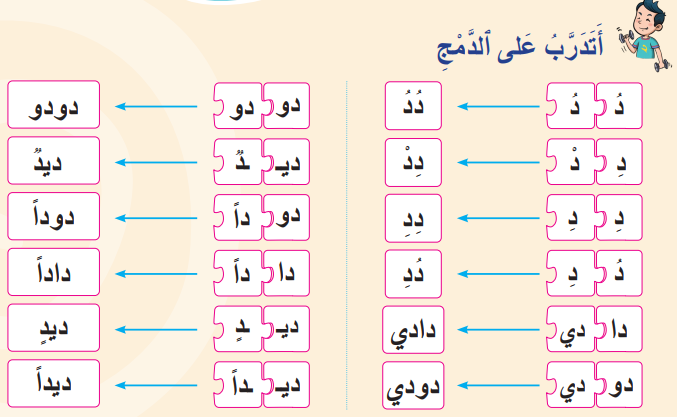 أَتَدَرَّبُ عَلى ٱلدَّمْجِ
دُ دُ دُدُ
دِ دْ دِدْ
دِ دِ دِدِ
دُ دِ دُدِ
دا دي دادي
دو دي دودي
دو دو دودو
ديـ ـدٌ ديدٌ
دو داً دوداً
دا داً داداً
ديـ ـدٍ ديدٍ
ديـ ـداً ديداً